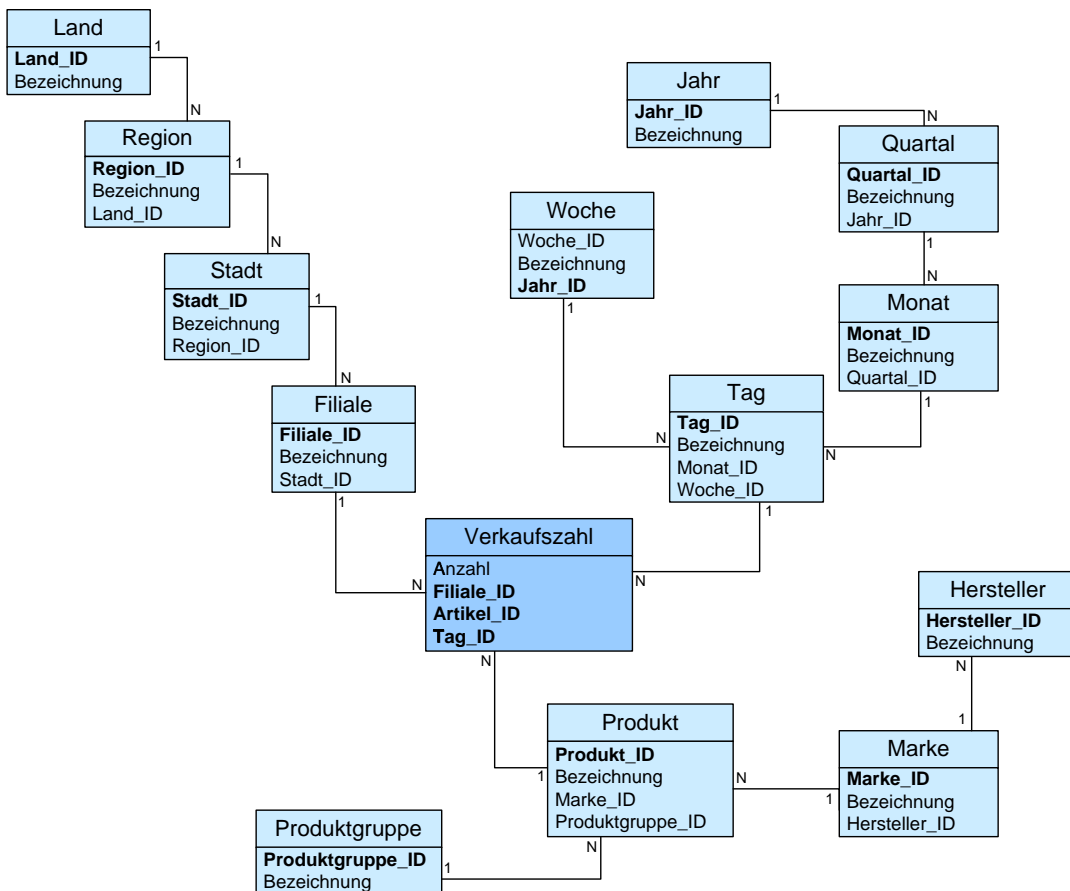 Land
Land_ID
Bezeichnung
1
N
Region
Region_ID
Bezeichnung
Land_ID
1
N
Stadt
Stadt_ID
Bezeichnung
Region_ID
1
N
Filiale
Filiale_ID
Bezeichnung
Stadt_ID
1
N
Jahr
Jahr_ID
Bezeichnung
1
N
Quartal
Quartal_ID
Bezeichnung
Jahr_ID
1
N
Woche
Woche_ID
Bezeichnung
Jahr_ID
1
N
Monat
Monat_ID
Bezeichnung
Quartal_ID
1
N
Tag
Tag_ID
Bezeichnung
Monat_ID
Woche_ID
1
N
Verkaufszahl
Anzahl
Filiale_ID
Artikel_ID
Tag_ID
N
1
Hersteller
Hersteller_ID
Bezeichnung
N
1
Produkt
Produkt_ID
Bezeichnung
Marke_ID
Produktgruppe_ID
N
1
Marke
Marke_ID
Bezeichnung
Hersteller_ID
N
1
Produktgruppe
Produktgruppe_ID
Bezeichnung